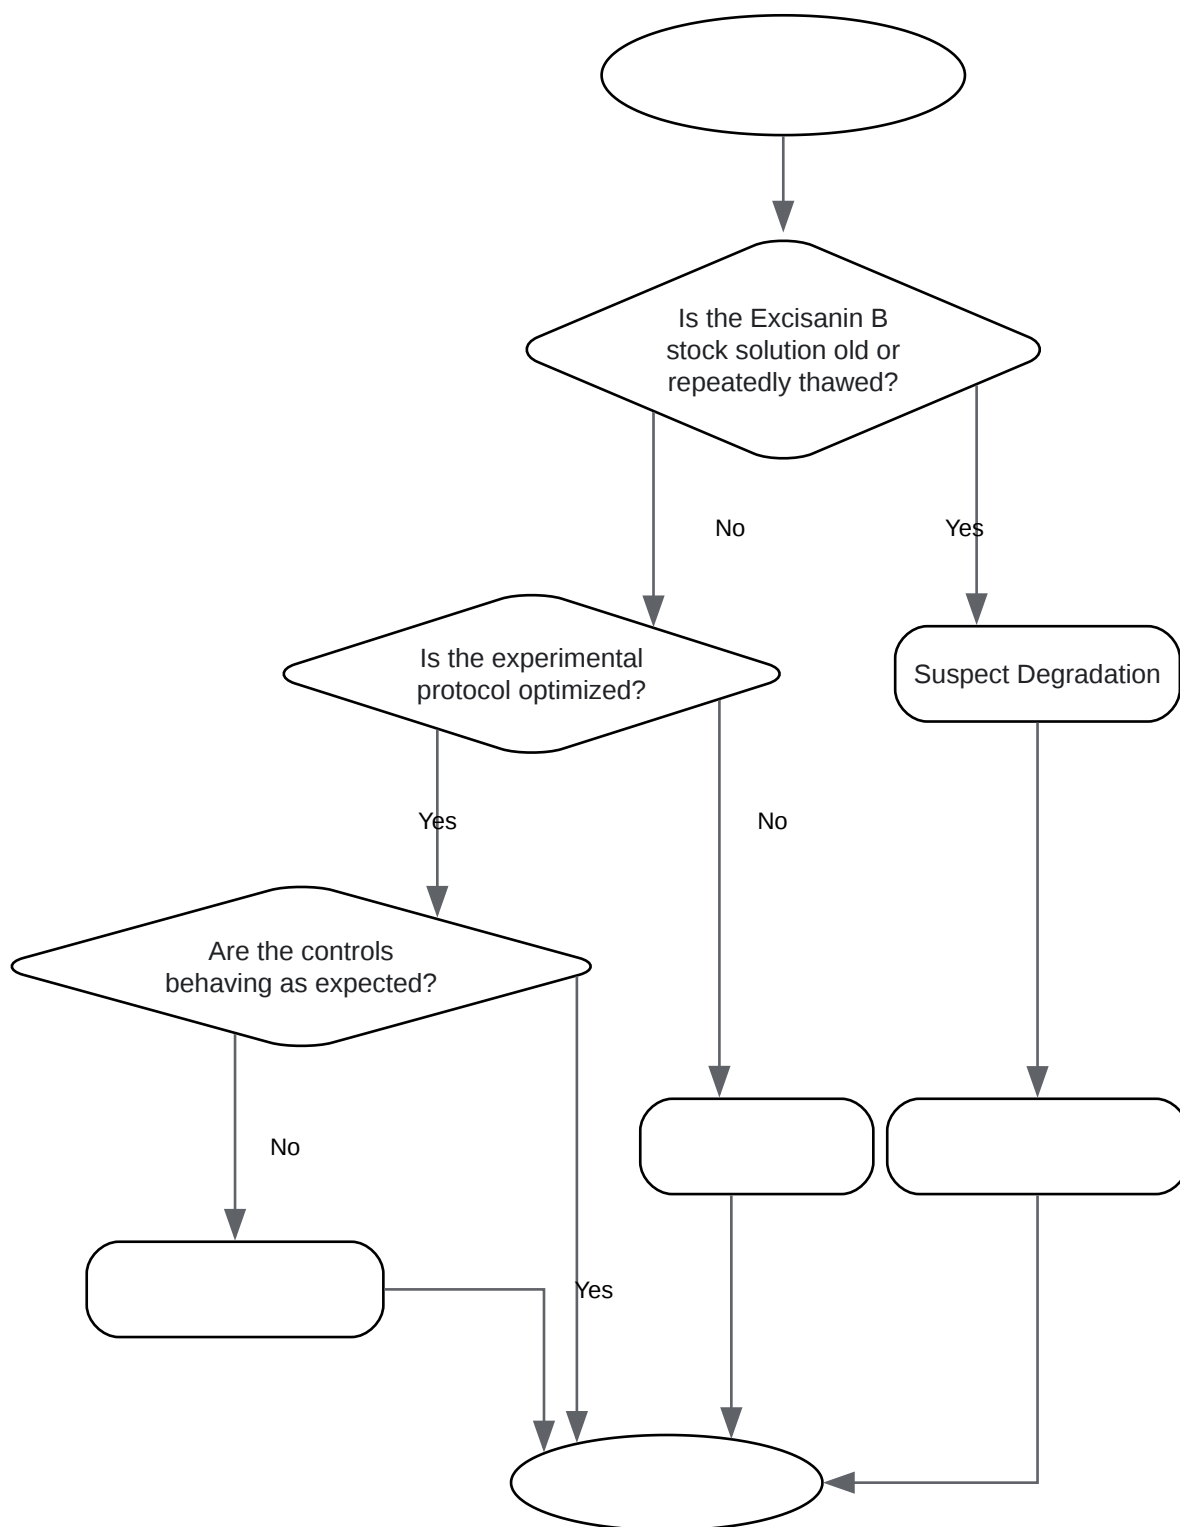 Is the Excisanin B
stock solution old or
repeatedly thawed?
No
Yes
Is the experimental
protocol optimized?
Suspect Degradation
Yes
No
Are the controls
behaving as expected?
No
Yes